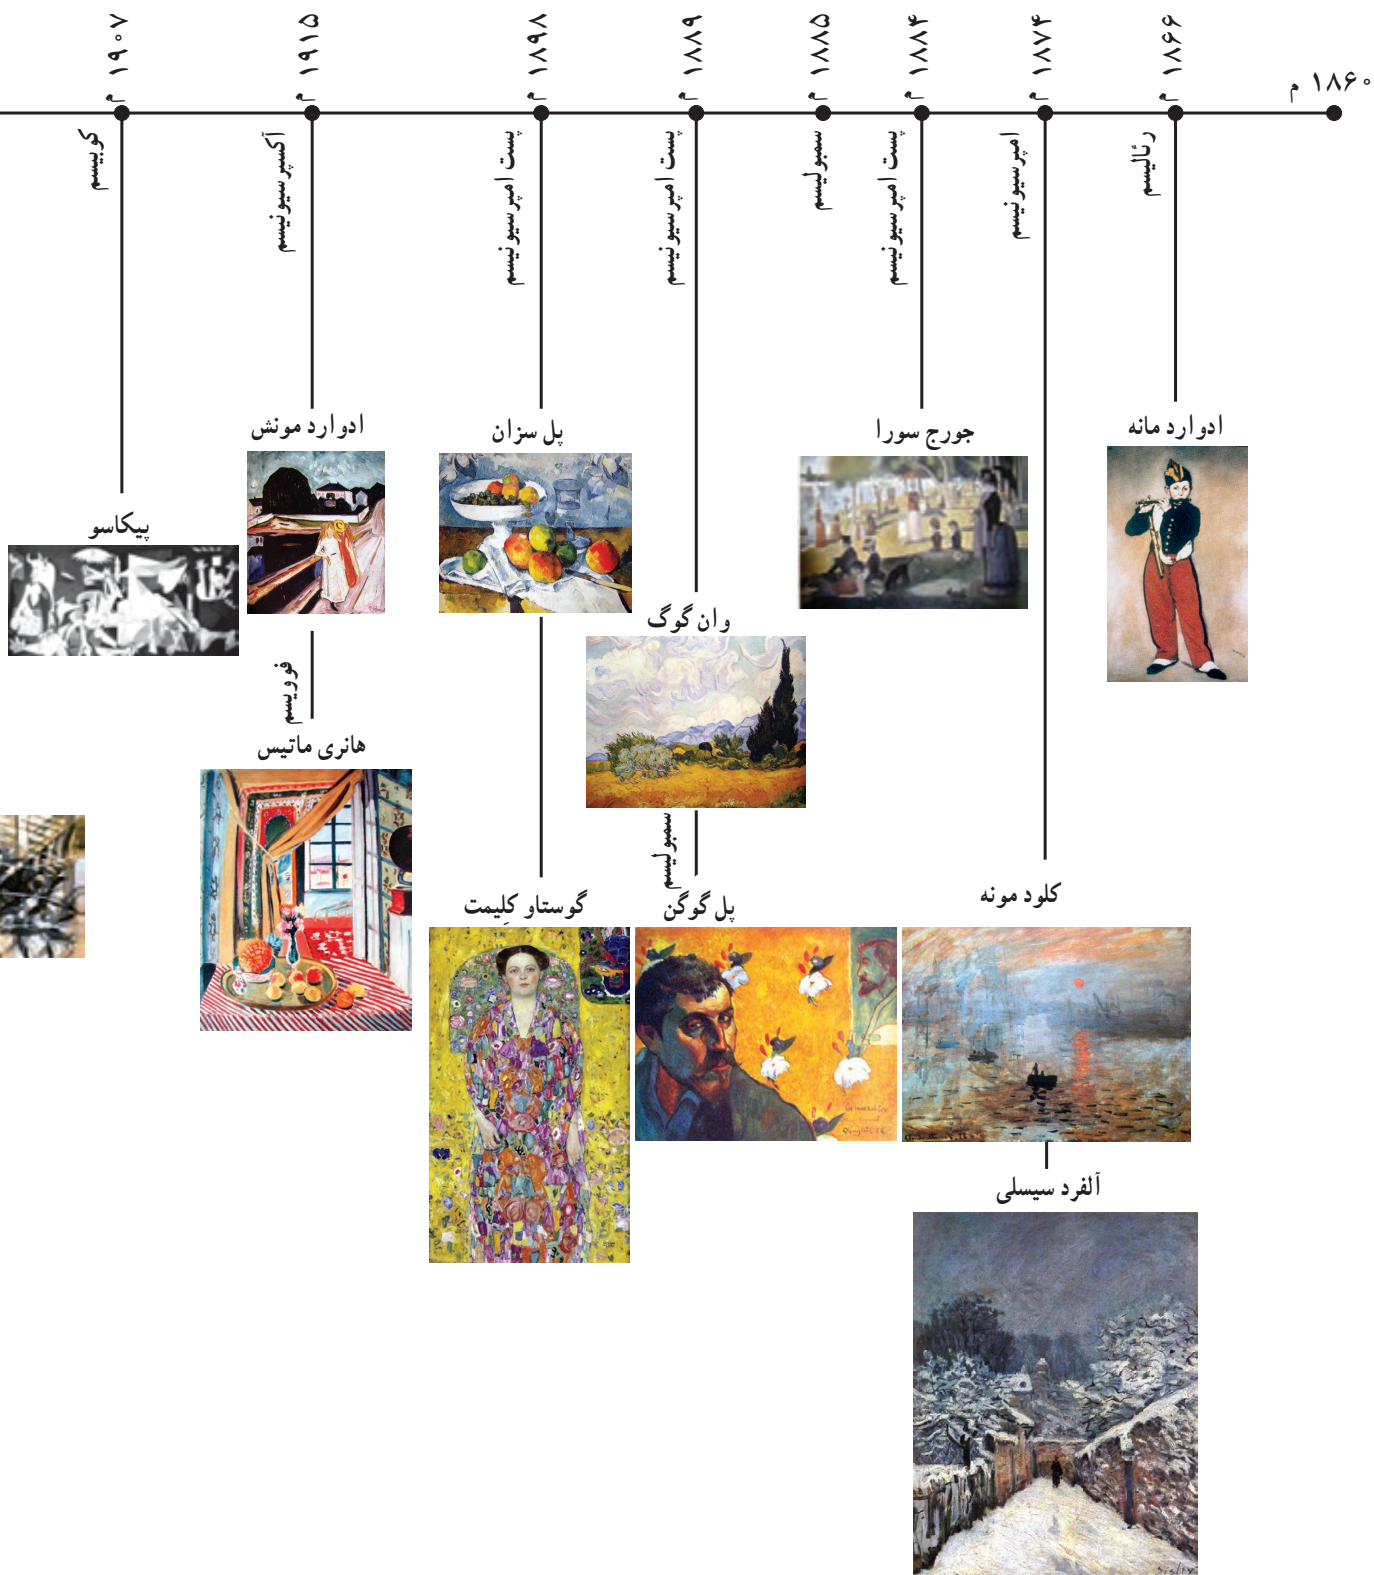 ۱۸۶۰ م
۱۸۶۶ م
۱۸۷۴ م
۱۸۸۴ م
۱۸۸۵ م
۱۸۸۹ م
۱۸۹۸ م
۱۹۱۵ م
۱۹۰۷ م
رئالیسم
امپرسیونیسم
پست امپرسیونیسم
سمبولیسم
پست امپرسیونیسم
پست امپرسیونیسم
آکسپرسیونیسم
کوبیسم
ادوارد مانه
جورج سورا
پل سزان
ادوارد مونش
پیکاسو
وان گوگ
فوویسم
هانری ماتیس
سمبولیسم
کلود مونه
پل گوگن
گوستاو کلِیمت
آلفرد سیسلی